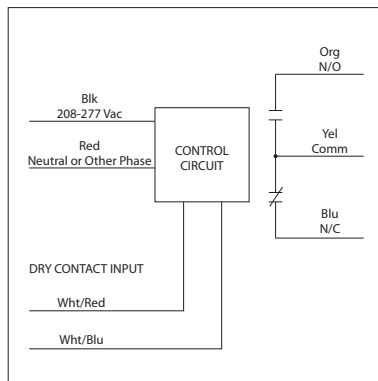 Org
N/O
Blk
208-277 Vac
Yel
Comm
Red
Neutral or Other Phase
CONTROL
CIRCUIT
Blu
N/C
DRY CONTACT INPUT
Wht/Red
Wht/Blu